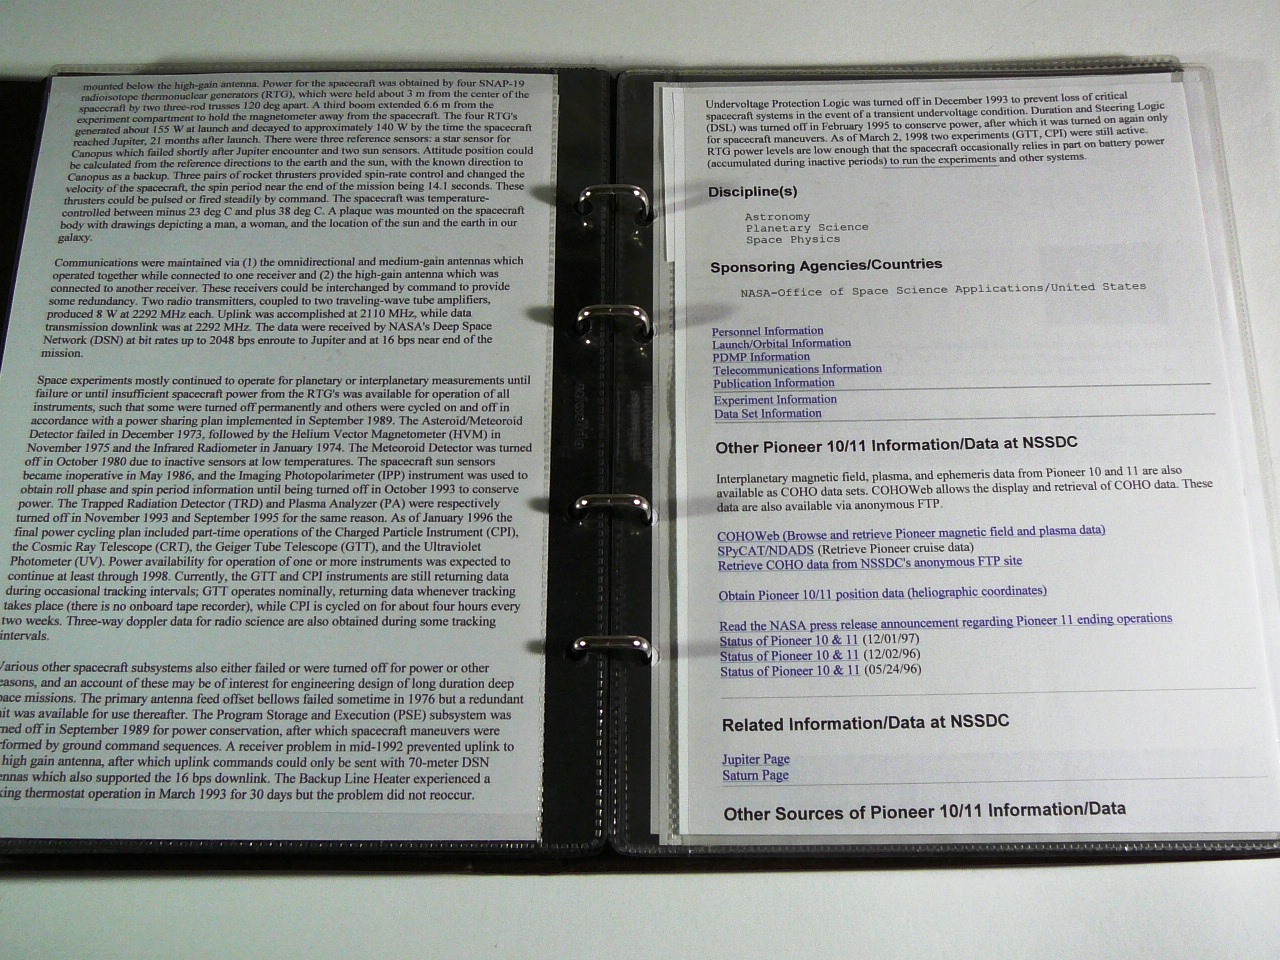 mounted below the high-gain antenna. Power for the spacecraft was obtained by four SNAP-19
radioisotope thermonuclear generators (RTG), which were held about 3 m from the center of the
spacecraft by two three-rod trusses 120 deg apart. A third boom extended 6.6 m from the
experiment compartment to hold the magnetometer away from the spacecraft. The four RTG's
generated about 155 W at launch and decayed to approximately 140 W by the time the spacecraft
reached Jupiter, 21 months after launch. There were three reference sensors: a star sensor for
Canopus which failed shortly after Jupiter encounter and two sun sensors. Attitude position could
be calculated from the reference directions to the earth and the sun, with the known direction to
Canopus as a backup. Three pairs of rocket thrusters provided spin-rate control and changed the
velocity of the spacecraft, the spin period near the end of the mission being 14.1 seconds. These
thrusters could be pulsed or fired steadily by command. The spacecraft was temperature-
controlled between minus 23 deg C and plus 38 deg C. A plaque was mounted on the spacecraft
body with drawings depicting a man, a woman, and the location of the sun and the earth in our
galaxy.
Communications were maintained via (1) the omnidirectional and medium-gain antennas which
operated together while connected to one receiver and (2) the high-gain antenna which was
connected to another receiver. These receivers could be interchanged by command to provide
some redundancy. Two radio transmitters, coupled to two traveling-wave tube amplifiers,
produced 8 W at 2292 MHz each. Uplink was accomplished at 2110 MHz, while data
transmission downlink was at 2292 MHz. The data were received by NASA's Deep Space
Network (DSN) at bit rates up to 2048 bps enroute to Jupiter and at 16 bps near end of the
mission.
Space experiments mostly continued to operate for planetary or interplanetary measurements until
failure or until insufficient spacecraft power from the RTG's was available for operation of all
instruments, such that some were turned off permanently and others were cycled on and off in
accordance with a power sharing plan implemented in September 1989. The Asteroid/Meteoroid
Detector failed in December 1973, followed by the Helium Vector Magnetometer (HVM) in
November 1975 and the Infrared Radiometer in January 1974. The Meteoroid Detector was turned
off in October 1980 due to inactive sensors at low temperatures. The spacecraft sun sensors
became inoperative in May 1986, and the Imaging Photopolarimeter (IPP) instrument was used to
obtain roll phase and spin period information until being turned off in October 1993 to conserve
power. The Trapped Radiation Detector (TRD) and Plasma Analyzer (PA) were respectively
turned off in November 1993 and September 1995 for the same reason. As of January 1996 the
final power cycling plan included part-time operations of the Charged Particle Instrument (CPI),
the Cosmic Ray Telescope (CRT), the Geiger Tube Telescope (GTT), and the Ultraviolet
Photometer (UV). Power availability for operation of one or more instruments was expected to
continue at least through 1998. Currently, the GTT and CPI instruments are still returning data
during occasional tracking intervals; GTT operates nominally, returning data whenever tracking
takes place (there is no onboard tape recorder), while CPI is cycled on for about four hours every
two weeks. Three-way doppler data for radio science are also obtained during some tracking
intervals.
Various other spacecraft subsystems also either failed or were turned off for power or other
easons, and an account of these may be of interest for engineering design of long duration deep
pace missions. The primary antenna feed offset bellows failed sometime in 1976 but a redundant
it was available for use thereafter. The Program Storage and Execution (PSE) subsystem was
ned off in September 1989 for power conservation, after which spacecraft maneuvers were
formed by ground command sequences. A receiver problem in mid-1992 prevented uplink to
high gain antenna, after which uplink commands could only be sent with 70-meter DSN
ennas which also supported the 16 bps downlink. The Backup Line Heater experienced a
king thermostat operation in March 1993 for 30 days but the problem did not reoccur.
Undervoltage Protection Logic was turned off in December 1993 to prevent loss of critical
spacecraft systems in the event of a transient undervoltage condition. Duration and Steering Logic
(DSL) was turned off in February 1995 to conserve power, after which it was turned on again only
for spacecraft maneuvers. As of March 2, 1998 two experiments (GTT, CPI) were still active.
RTG power levels are low enough that the spacecraft occasionally relies in part on battery power
(accumulated during inactive periods) to run the experiments and other systems.
Discipline(s)
Astronomy
Planetary Science
Space Physics
Sponsoring Agencies/Countries
NASA-Office of Space Science Applications/United States
Personnel Information
Launch/Orbital Information
PDMP Information
Telecommunications Information
Publication Information
Experiment Information
Data Set Information
Other Pioneer 10/11 Information/Data at NSSDC
Interplanetary magnetic field, plasma, and ephemeris data from Pioneer 10 and 11 are also
available as COHO data sets. COHOWeb allows the display and retrieval of COHO data. These
data are also available via anonymous FTP.
COHOWeb (Browse and retrieve Pioneer magnetic field and plasma data)
SPyCAT/NDADS (Retrieve Pioneer cruise data)
Retrieve COHO data from NSSDC's anonymous FTP site
Obtain Pioneer 10/11 position data (heliographic coordinates)
Read the NASA press release announcement regarding Pioneer 11 ending operations
Status of Pioneer 10 & 11 (12/01/97)
Status of Pioneer 10 & 11 (12/02/96)
Status of Pioneer 10 & 11 (05/24/96)
Related Information/Data at NSSDC
Jupiter Page
Saturn Page
Other Sources of Pioneer 10/11 Information/Data